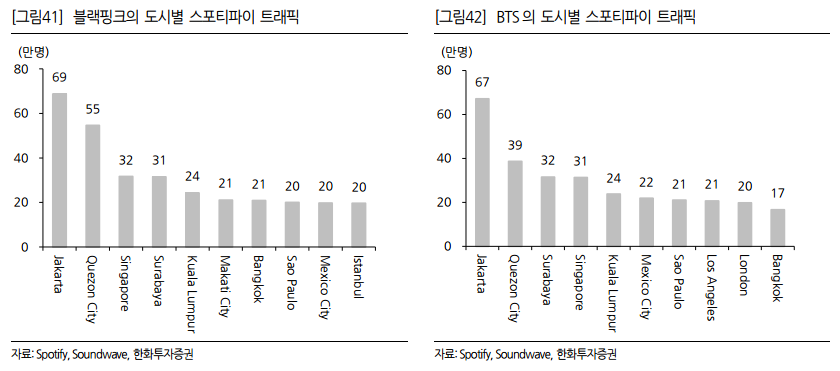 [그림41] 블랙핑크의 도시별 스포티파이 트래픽
(만명)
80
60
40
20
0
69
55
32
31
24
21
21
20
20
20
Jakarta
Quezon City
Singapore
Surabaya
Kuala Lumpur
Makati City
Bangkok
Sao Paulo
Mexico City
Istanbul
자료: Spotify, Soundwave, 한화투자증권
[그림42] BTS의 도시별 스포티파이 트래픽
(만명)
80
60
40
20
0
67
39
32
31
24
22
21
21
20
17
Jakarta
Quezon City
Surabaya
Singapore
Kuala Lumpur
Mexico City
Sao Paulo
Los Angeles
London
Bangkok
자료: Spotify, Soundwave, 한화투자증권